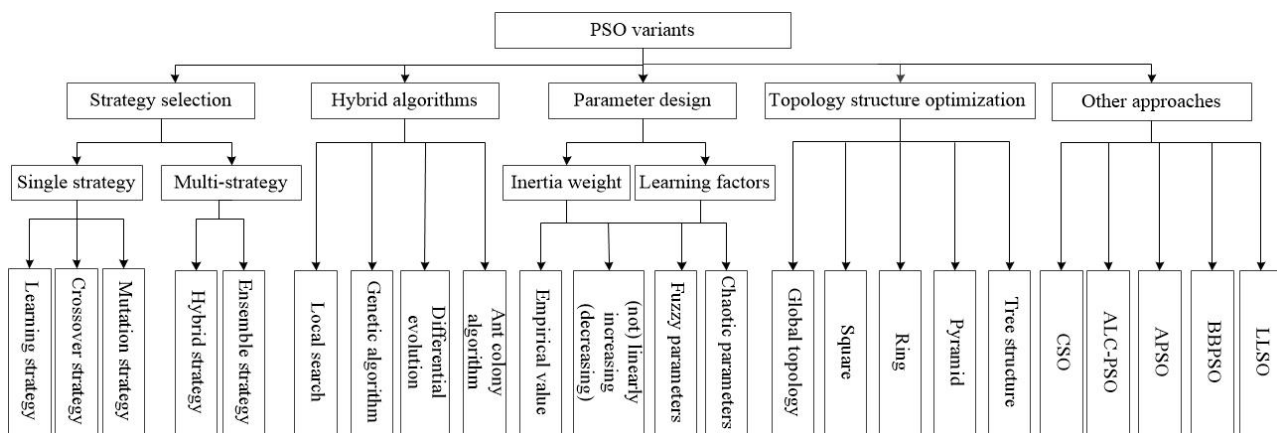 PSO variants
Strategy selection
Hybrid algorithms
Parameter design
Topology structure optimization
Other approaches
Single strategy
Multi-strategy
Inertia weight
Learning factors
Learning strategy
Crossover strategy
Mutation strategy
Hybrid strategy
Ensemble strategy
Local search
Genetic algorithm
Differential
evolution
Ant colony
algorithm
Empirical value
(not) linearly
increasing
(decreasing)
Fuzzy parameters
Chaotic parameters
Global topology
Square
Ring
Pyramid
Tree structure
CSO
ALC-PSO
APSO
BBPSO
LLSO